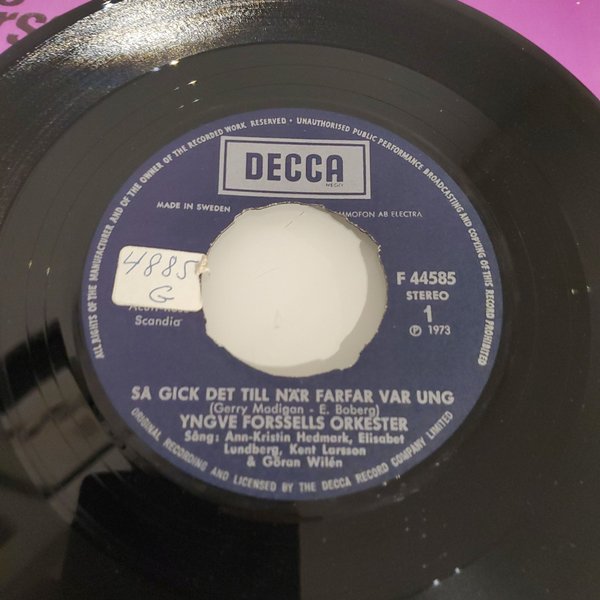 ALL RIGHTS OF THE MANUFACTURER AND OF THE OWNER OF THE RECORDED WORK RESERVED • UNAUTHORISED PUBLIC PERFORMANCE BROADCASTING AND COPYING OF THIS RECORD PROHIBITED
DECCA
MADE IN SWEDEN
GRAMMOFON AB ELECTRA
4885
G
Scandia
F 44585
STEREO
1
℗ 1973
SÅ GICK DET TILL NÄR FARFAR VAR UNG
(Gerry Madigan - E. Boberg)
YNGVE FORSSELLS ORKESTER
Sång: Ann-Kristin Hedmark, Elisabet
Lundberg, Kent Larsson
& Göran Wilén
ORIGINAL RECORDING AND LICENSED BY THE DECCA RECORD COMPANY LIMITED